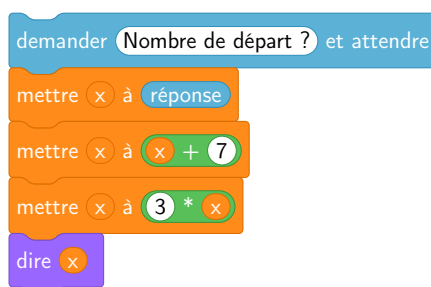 demander Nombre de départ ? et attendre
mettre x à réponse
mettre x à x + 7
mettre x à 3 * x
dire x